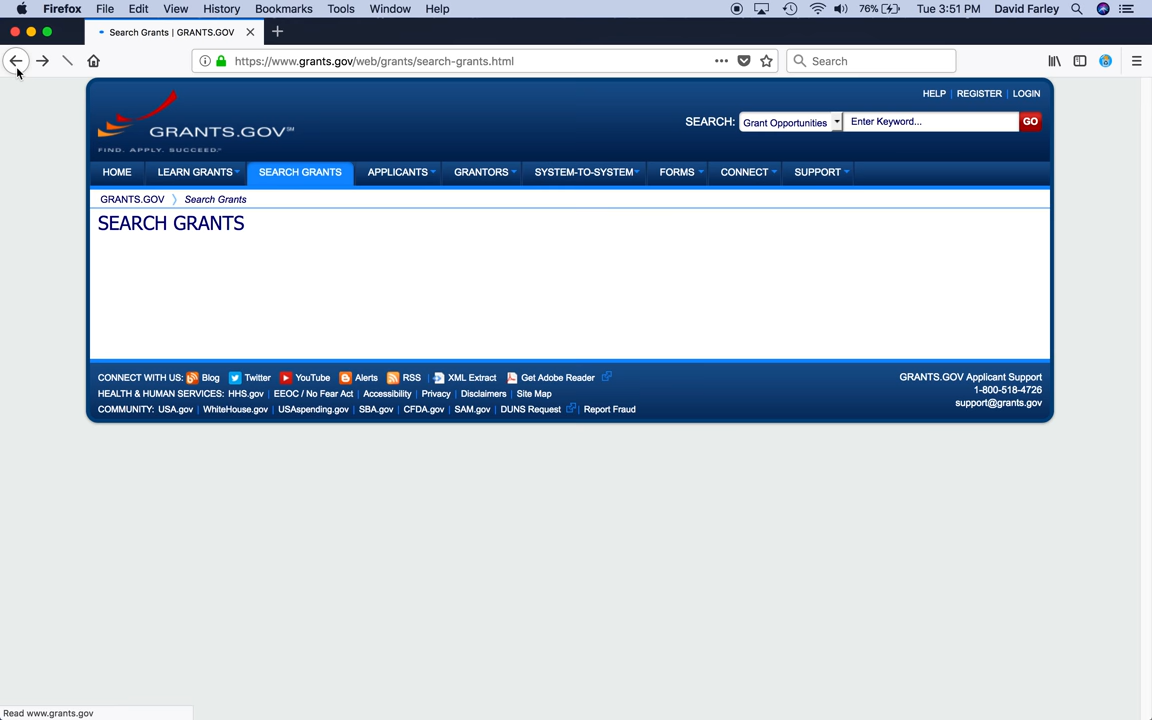 Firefox File Edit View History Bookmarks Tools Window Help 76% Tue 3:51 PM David Farley
Search Grants | GRANTS.GOV
https://www.grants.gov/web/grants/search-grants.html Search
HELP | REGISTER | LOGIN
GRANTS.GOV℠
FIND. APPLY. SUCCEED.℠
SEARCH: Grant Opportunities Enter Keyword... GO
HOME LEARN GRANTS SEARCH GRANTS APPLICANTS GRANTORS SYSTEM-TO-SYSTEM FORMS CONNECT SUPPORT
GRANTS.GOV Search Grants
SEARCH GRANTS
CONNECT WITH US: Blog Twitter YouTube Alerts RSS | XML Extract Get Adobe Reader
HEALTH & HUMAN SERVICES: HHS.gov | EEOC / No Fear Act | Accessibility | Privacy | Disclaimers | Site Map
COMMUNITY: USA.gov | WhiteHouse.gov | USAspending.gov | SBA.gov | CFDA.gov | SAM.gov | DUNS Request | Report Fraud
GRANTS.GOV Applicant Support
1-800-518-4726
support@grants.gov
Read www.grants.gov